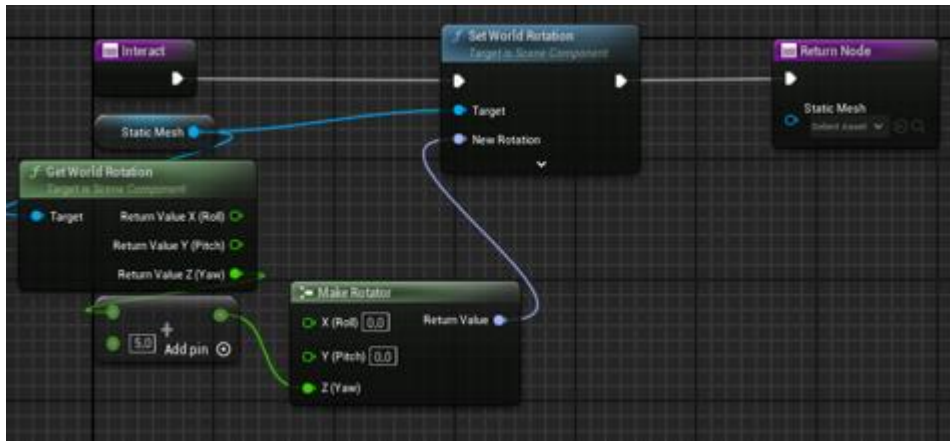 Interact
Static Mesh
f Get World Rotation
Target is Scene Component
Target
Return Value X (Roll)
Return Value Y (Pitch)
Return Value Z (Yaw)
+
5.0
Add pin
Make Rotator
X (Roll) 0.0
Y (Pitch) 0.0
Z (Yaw)
Return Value
f Set World Rotation
Target is Scene Component
Target
New Rotation
Return Node
Static Mesh
Select Asset